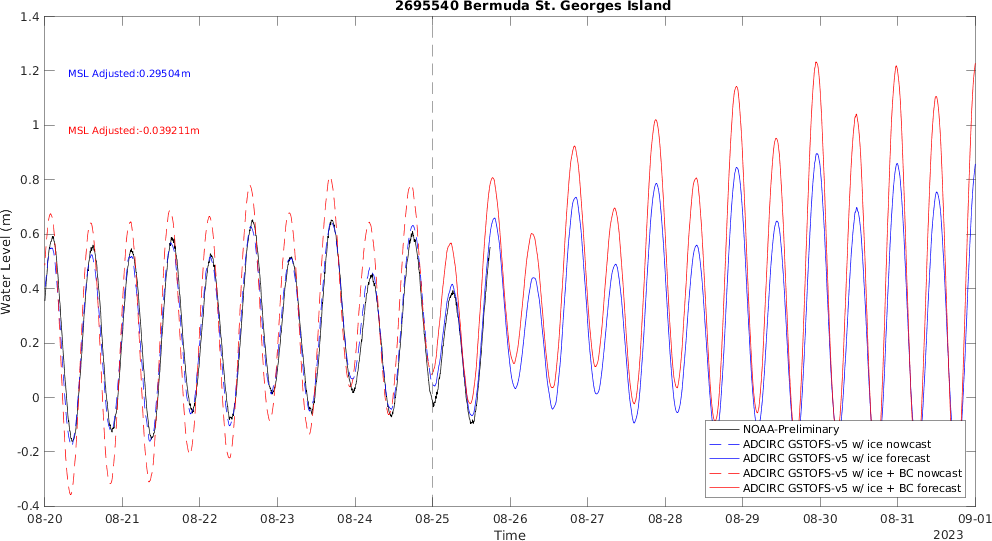 2695540 Bermuda St. Georges Island
1.4
1.2
1
0.8
0.6
0.4
0.2
0
-0.2
-0.4
Water Level (m)
MSL Adjusted:0.29504m
MSL Adjusted:-0.039211m
NOAA-Preliminary
ADCIRC GSTOFS-v5 w/ ice nowcast
ADCIRC GSTOFS-v5 w/ ice forecast
ADCIRC GSTOFS-v5 w/ ice + BC nowcast
ADCIRC GSTOFS-v5 w/ ice + BC forecast
08-20 08-21 08-22 08-23 08-24 08-25 08-26 08-27 08-28 08-29 08-30 08-31 09-01
Time
2023